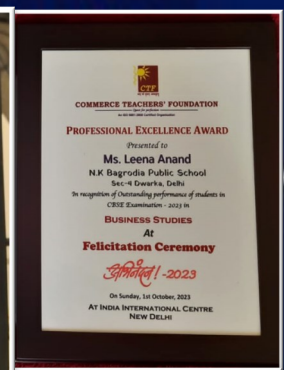 CTF
COMMERCE TEACHERS' FOUNDATION
PROFESSIONAL EXCELLENCE AWARD
Presented to
Ms. Leena Anand
N.K Bagrodia Public School
Sec-4 Dwarka, Delhi
In recognition of Outstanding performance of students in
CBSE Examination - 2023 in
BUSINESS STUDIES
At
Felicitation Ceremony
अभिनंदन! -2023
On Sunday, 1st October, 2023
AT INDIA INTERNATIONAL CENTRE
NEW DELHI